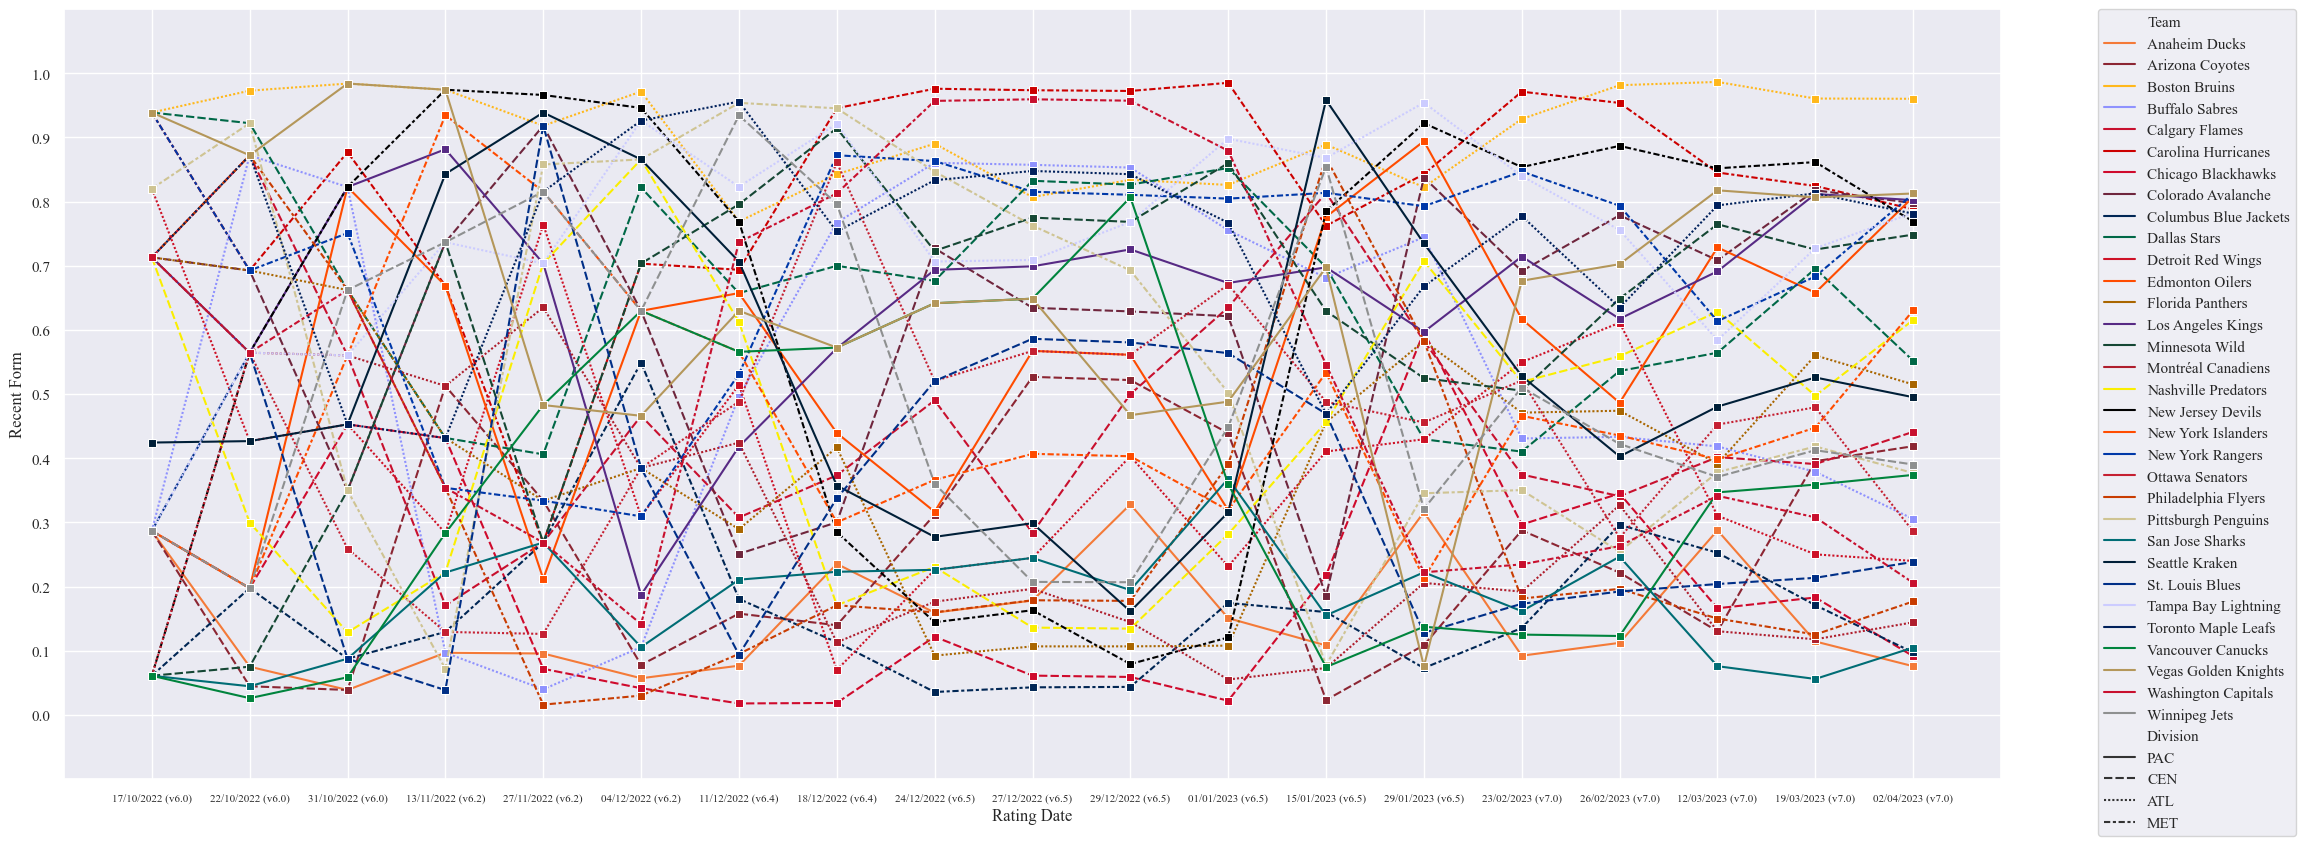 Team
Anaheim Ducks
Arizona Coyotes
Boston Bruins
Buffalo Sabres
Calgary Flames
Carolina Hurricanes
Chicago Blackhawks
Colorado Avalanche
Columbus Blue Jackets
Dallas Stars
Detroit Red Wings
Edmonton Oilers
Florida Panthers
Los Angeles Kings
Minnesota Wild
Montréal Canadiens
Nashville Predators
New Jersey Devils
New York Islanders
New York Rangers
Ottawa Senators
Philadelphia Flyers
Pittsburgh Penguins
San Jose Sharks
Seattle Kraken
St. Louis Blues
Tampa Bay Lightning
Toronto Maple Leafs
Vancouver Canucks
Vegas Golden Knights
Washington Capitals
Winnipeg Jets
Division
PAC
CEN
ATL
MET
1.0
0.9
0.8
0.7
0.6
0.5
0.4
0.3
0.2
0.1
0.0
Recent Form
17/10/2022 (v6.0) 22/10/2022 (v6.0) 31/10/2022 (v6.0) 13/11/2022 (v6.2) 27/11/2022 (v6.2) 04/12/2022 (v6.2) 11/12/2022 (v6.4) 18/12/2022 (v6.4) 24/12/2022 (v6.5) 27/12/2022 (v6.5) 29/12/2022 (v6.5) 01/01/2023 (v6.5) 15/01/2023 (v6.5) 29/01/2023 (v6.5) 23/02/2023 (v7.0) 26/02/2023 (v7.0) 12/03/2023 (v7.0) 19/03/2023 (v7.0) 02/04/2023 (v7.0)
Rating Date